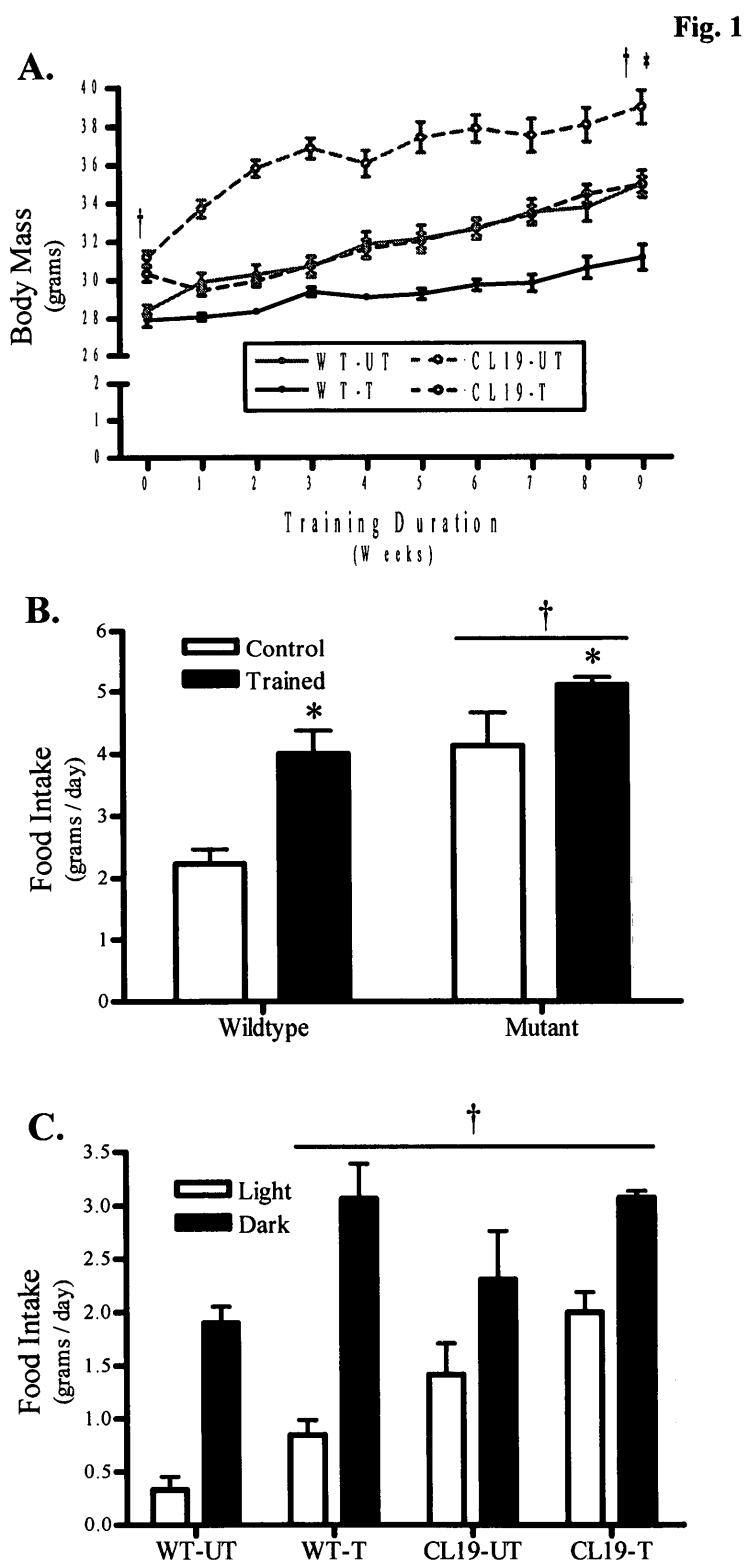 Fig. 1
A.
† *
40
38
36
34
†
32
30
28
26
2
1
0
Body Mass
(grams)
WT-UT CL19-UT
WT-T CL19-T
0 1 2 3 4 5 6 7 8 9
Training Duration
(Weeks)
B.
6
5
4
3
2
1
0
Food Intake
(grams / day)
Control
Trained
†
*
*
Wildtype Mutant
C.
†
3.5
3.0
2.5
2.0
1.5
1.0
0.5
0.0
Food Intake
(grams / day)
Light
Dark
WT-UT WT-T CL19-UT CL19-T